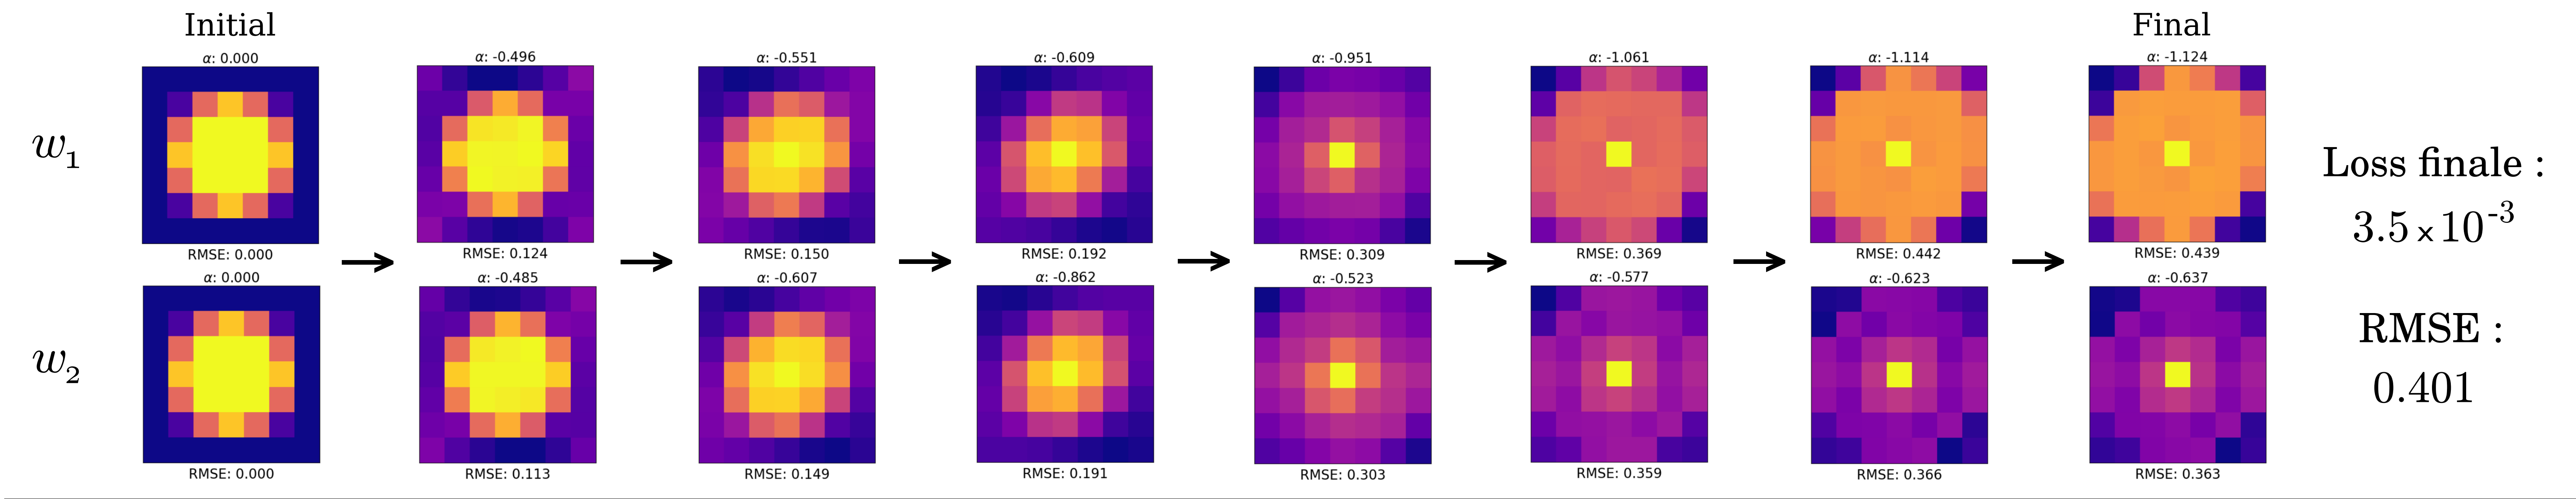 Initial
Final
α: 0.000
α: -0.496
α: -0.551
α: -0.609
α: -0.951
α: -1.061
α: -1.114
α: -1.124
w1
RMSE: 0.000
RMSE: 0.124
RMSE: 0.150
RMSE: 0.192
RMSE: 0.309
RMSE: 0.369
RMSE: 0.442
RMSE: 0.439
α: 0.000
α: -0.485
α: -0.607
α: -0.862
α: -0.523
α: -0.577
α: -0.623
α: -0.637
w2
RMSE: 0.000
RMSE: 0.113
RMSE: 0.149
RMSE: 0.191
RMSE: 0.303
RMSE: 0.359
RMSE: 0.366
RMSE: 0.363
Loss finale :
3.5×10⁻³
RMSE :
0.401